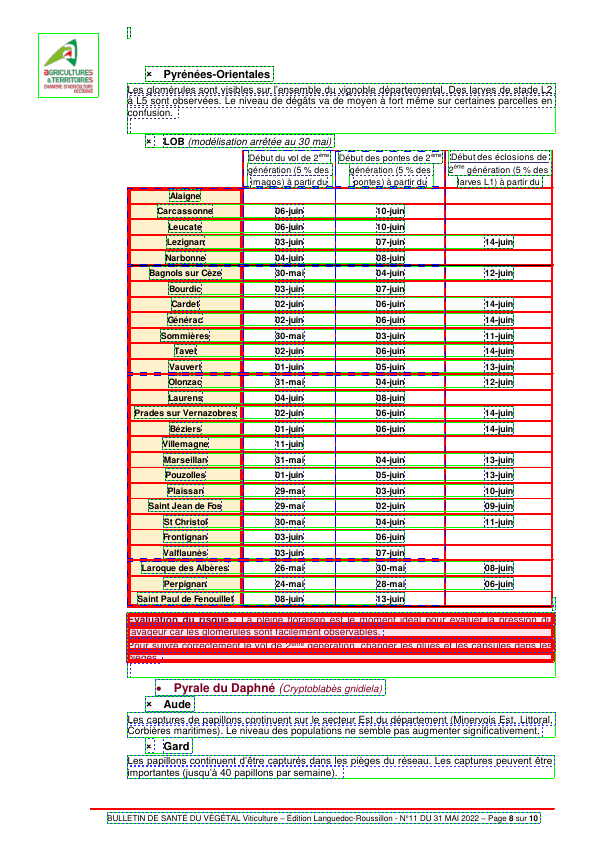 AGRICULTURES
& TERRITOIRES
CHAMBRE D'AGRICULTURE
OCCITANIE
× Pyrénées-Orientales
Les glomérules sont visibles sur l'ensemble du vignoble départemental. Des larves de stade L2
à L5 sont observées. Le niveau de dégâts va de moyen à fort même sur certaines parcelles en
confusion.
× LOB (modélisation arrêtée au 30 mai)
Début du vol de 2ème génération (5 % des imagos) à partir du
Début des pontes de 2ème génération (5 % des pontes) à partir du
Début des éclosions de 2ème génération (5 % des larves L1) à partir du
Alaigne
Carcassonne 06-juin 10-juin
Leucate 06-juin 10-juin
Lezignan 03-juin 07-juin 14-juin
Narbonne 04-juin 08-juin
Bagnols sur Cèze 30-mai 04-juin 12-juin
Bourdic 03-juin 07-juin
Cardet 02-juin 06-juin 14-juin
Générac 02-juin 06-juin 14-juin
Sommières 30-mai 03-juin 11-juin
Tavel 02-juin 06-juin 14-juin
Vauvert 01-juin 05-juin 13-juin
Olonzac 31-mai 04-juin 12-juin
Laurens 04-juin 08-juin
Prades sur Vernazobres 02-juin 06-juin 14-juin
Béziers 01-juin 06-juin 14-juin
Villemagne 11-juin
Marseillan 31-mai 04-juin 13-juin
Pouzolles 01-juin 05-juin 13-juin
Plaissan 29-mai 03-juin 10-juin
Saint Jean de Fos 29-mai 02-juin 09-juin
St Christol 30-mai 04-juin 11-juin
Frontignan 03-juin 06-juin
Valflaunès 03-juin 07-juin
Laroque des Albères 26-mai 30-mai 08-juin
Perpignan 24-mai 28-mai 06-juin
Saint Paul de Fenouillet 08-juin 13-juin
Evaluation du risque : La pleine floraison est le moment idéal pour évaluer la pression du
ravageur car les glomérules sont facilement observables.
Pour suivre correctement le vol de 2ème génération, changer les glues et les capsules dans les
pièges.
• Pyrale du Daphné (Cryptoblabès gnidiela)
× Aude
Les captures de papillons continuent sur le secteur Est du département (Minervois Est, Littoral,
Corbières maritimes). Le niveau des populations ne semble pas augmenter significativement.
× Gard
Les papillons continuent d'être capturés dans les pièges du réseau. Les captures peuvent être
importantes (jusqu'à 40 papillons par semaine).
BULLETIN DE SANTÉ DU VÉGÉTAL Viticulture – Édition Languedoc-Roussillon - N°11 DU 31 MAI 2022 – Page 8 sur 10